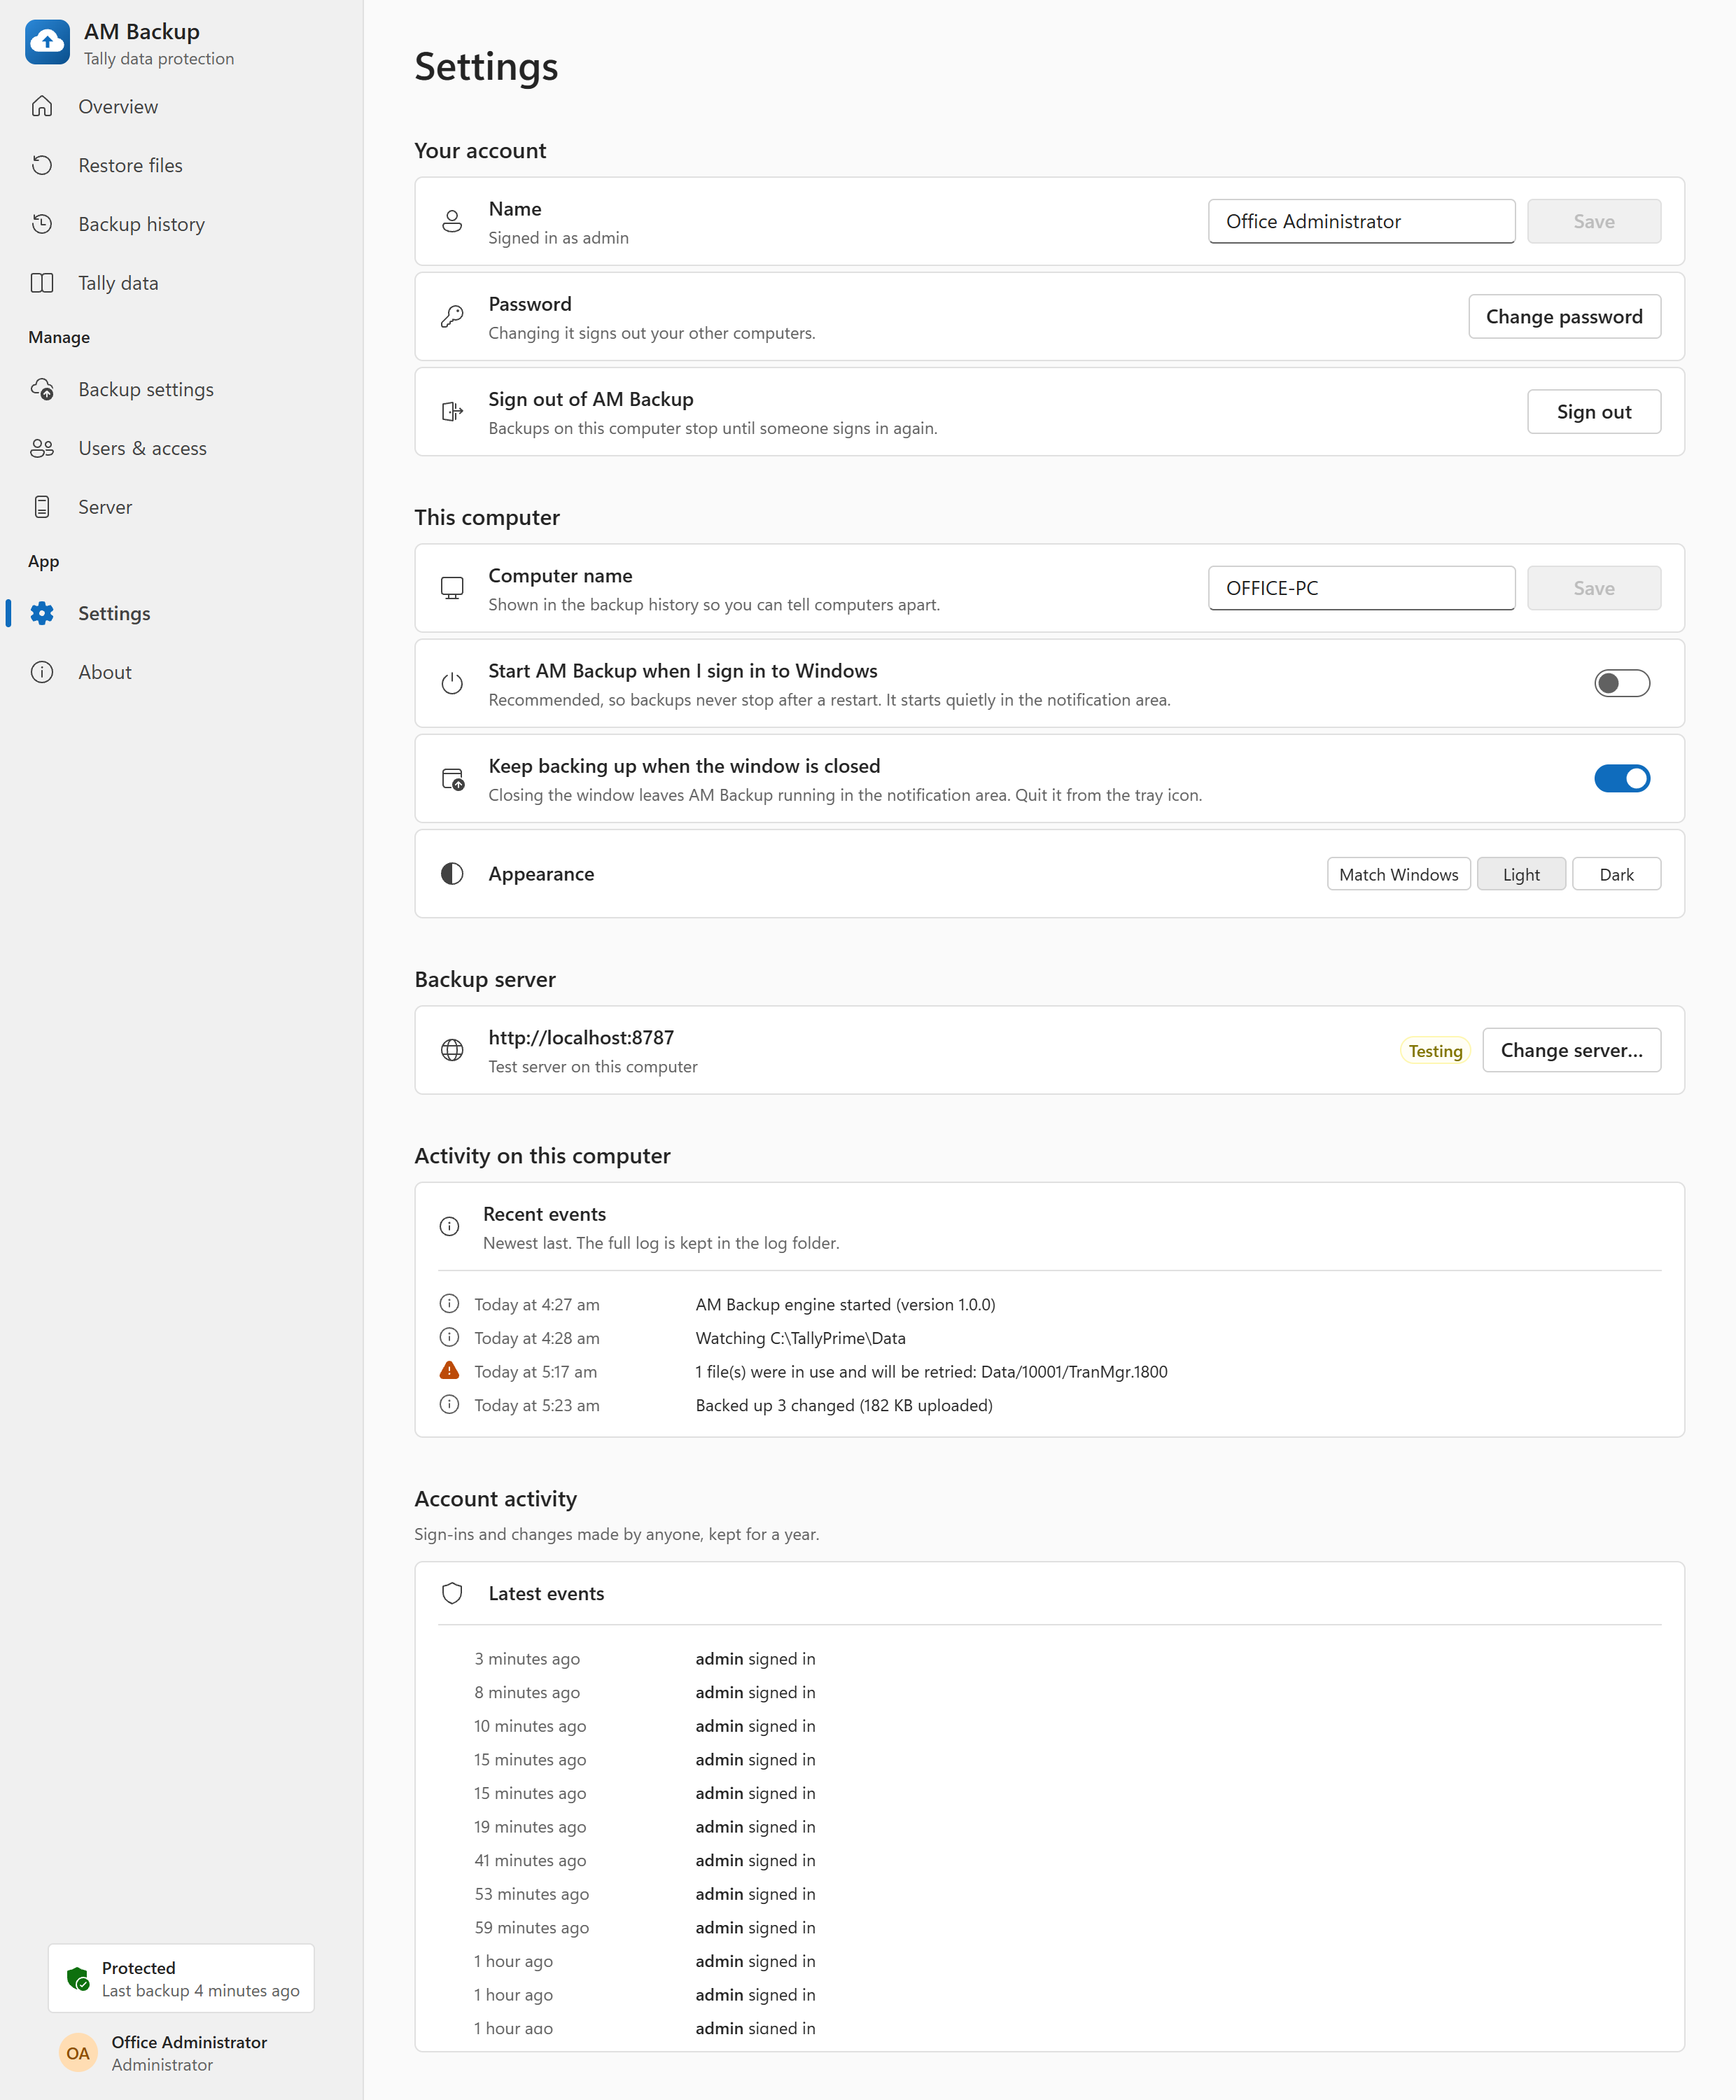 AM Backup
Tally data protection
Overview
Restore files
Backup history
Tally data
Manage
Backup settings
Users & access
Server
App
Settings
About
Protected
Last backup 4 minutes ago
OA
Office Administrator
Administrator
Settings
Your account
Name
Signed in as admin
Office Administrator
Save
Password
Changing it signs out your other computers.
Change password
Sign out of AM Backup
Backups on this computer stop until someone signs in again.
Sign out
This computer
Computer name
Shown in the backup history so you can tell computers apart.
OFFICE-PC
Save
Start AM Backup when I sign in to Windows
Recommended, so backups never stop after a restart. It starts quietly in the notification area.
Keep backing up when the window is closed
Closing the window leaves AM Backup running in the notification area. Quit it from the tray icon.
Appearance
Match Windows
Light
Dark
Backup server
http://localhost:8787
Test server on this computer
Testing
Change server...
Activity on this computer
Recent events
Newest last. The full log is kept in the log folder.
Today at 4:27 am AM Backup engine started (version 1.0.0)
Today at 4:28 am Watching C:\TallyPrime\Data
Today at 5:17 am 1 file(s) were in use and will be retried: Data/10001/TranMgr.1800
Today at 5:23 am Backed up 3 changed (182 KB uploaded)
Account activity
Sign-ins and changes made by anyone, kept for a year.
Latest events
3 minutes ago admin signed in
8 minutes ago admin signed in
10 minutes ago admin signed in
15 minutes ago admin signed in
15 minutes ago admin signed in
19 minutes ago admin signed in
41 minutes ago admin signed in
53 minutes ago admin signed in
59 minutes ago admin signed in
1 hour ago admin signed in
1 hour ago admin signed in
1 hour ago admin signed in